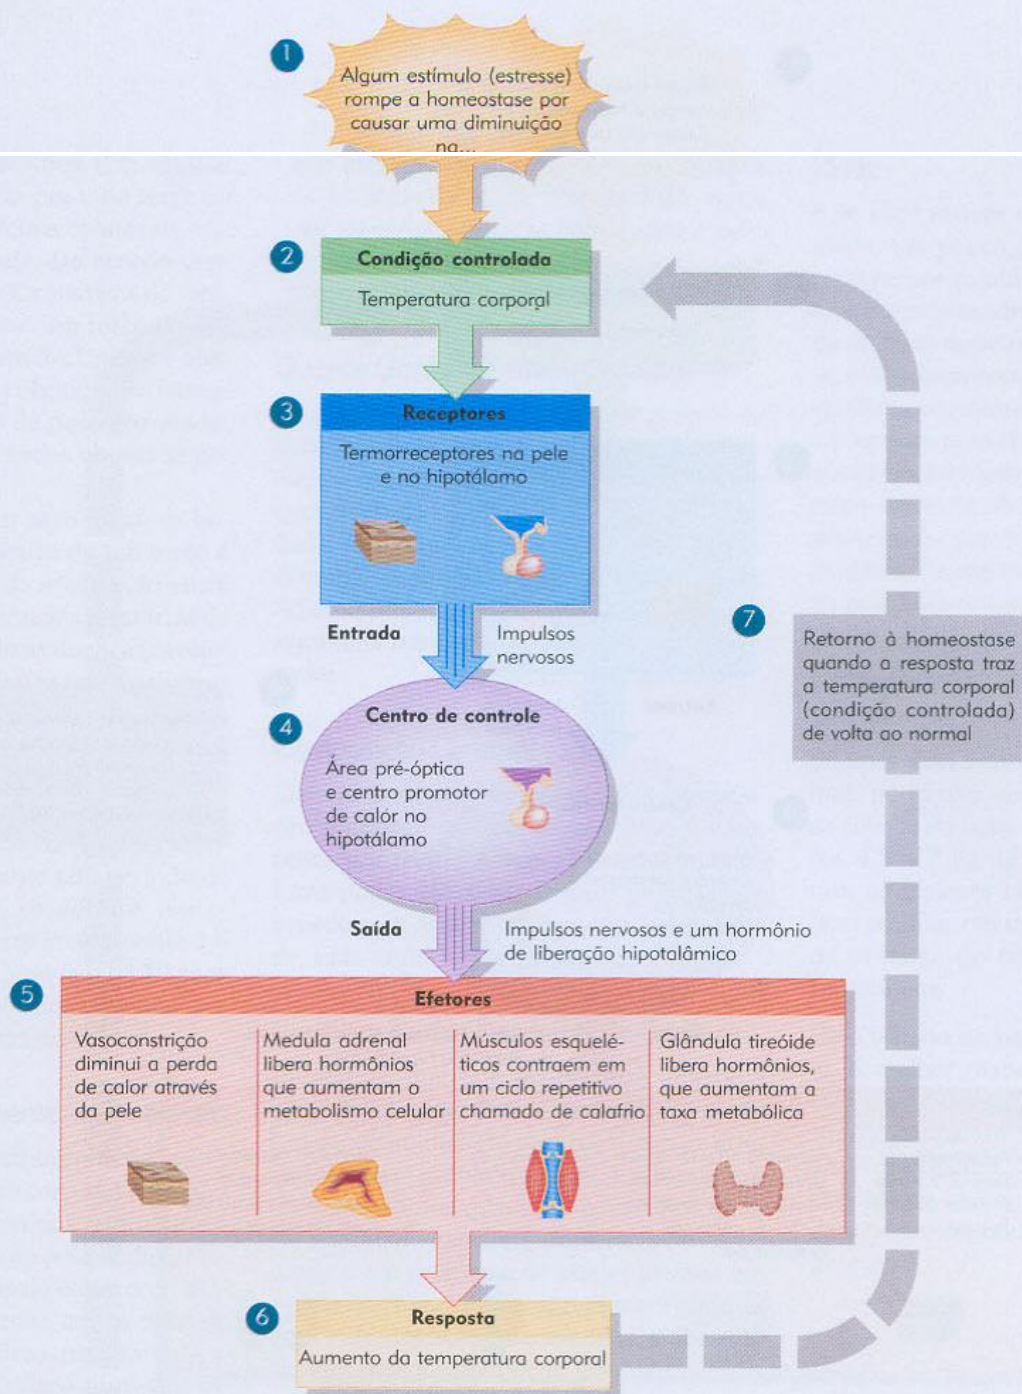 1
Algum estímulo (estresse)
rompe a homeostase por
causar uma diminuição
na...
2
Condição controlada
Temperatura corporal
3
Receptores
Termorreceptores na pele
e no hipotálamo
Entrada
Impulsos
nervosos
4
Centro de controle
Área pré-óptica
e centro promotor
de calor no
hipotálamo
Saída
Impulsos nervosos e um hormônio
de liberação hipotalâmico
5
Efetores
Vasoconstrição
diminui a perda
de calor através
da pele
Medula adrenal
libera hormônios
que aumentam o
metabolismo celular
Músculos esquelé-
ticos contraem em
um ciclo repetitivo
chamado de calafrio
Glândula tireóide
libera hormônios,
que aumentam a
taxa metabólica
6
Resposta
Aumento da temperatura corporal
7
Retorno à homeostase
quando a resposta traz
a temperatura corporal
(condição controlada)
de volta ao normal